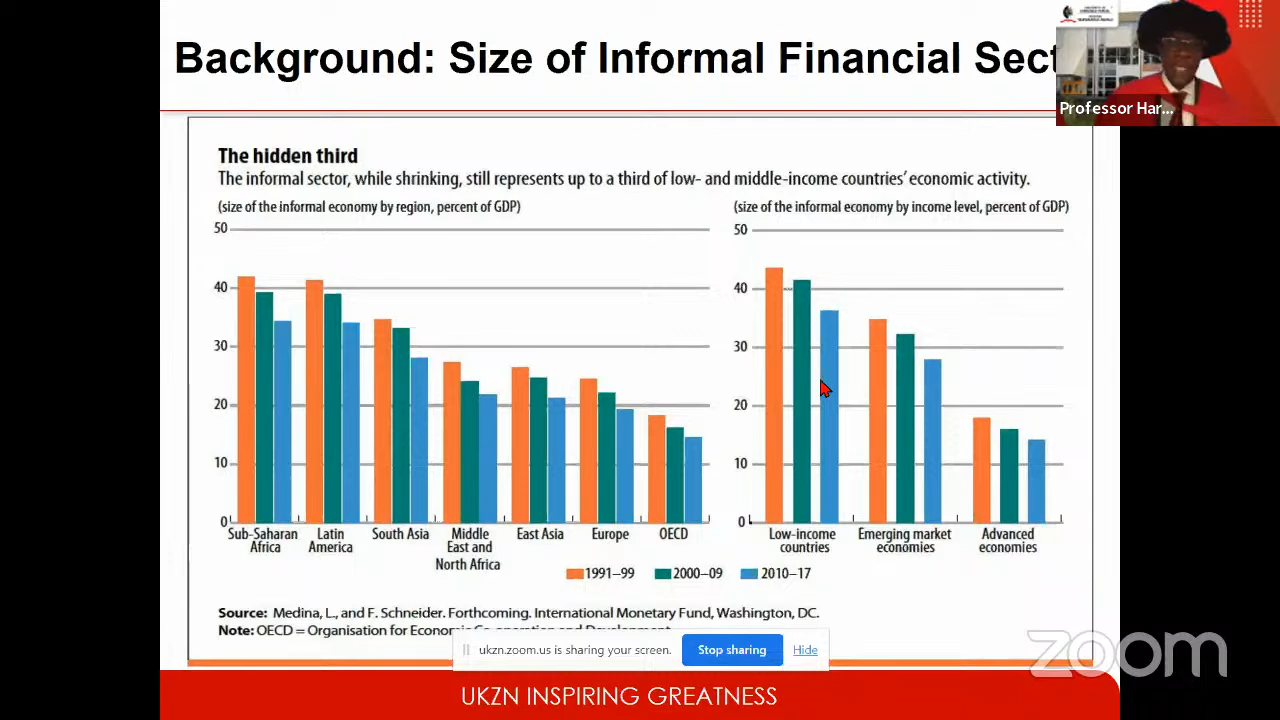 Background: Size of Informal Financial Sect
Professor Har...
The hidden third
The informal sector, while shrinking, still represents up to a third of low- and middle-income countries' economic activity.
(size of the informal economy by region, percent of GDP)
50
40
30
20
10
0
Sub-Saharan Africa
Latin America
South Asia
Middle East and North Africa
East Asia
Europe
OECD
(size of the informal economy by income level, percent of GDP)
50
40
30
20
10
0
Low-income countries
Emerging market economies
Advanced economies
1991–99
2000–09
2010–17
Source: Medina, L., and F. Schneider. Forthcoming. International Monetary Fund, Washington, DC.
Note: OECD = Organisation for Economic Co-operation and Development
ukzn.zoom.us is sharing your screen.
Stop sharing
Hide
zoom
UKZN INSPIRING GREATNESS